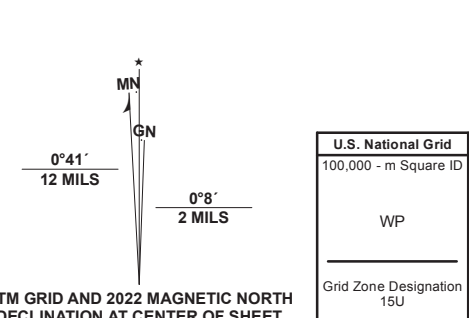 MN
GN
0°41´
12 MILS
0°8´
2 MILS
TM GRID AND 2022 MAGNETIC NORTH
DECLINATION AT CENTER OF SHEET
U.S. National Grid
100,000 - m Square ID
WP
Grid Zone Designation
15U